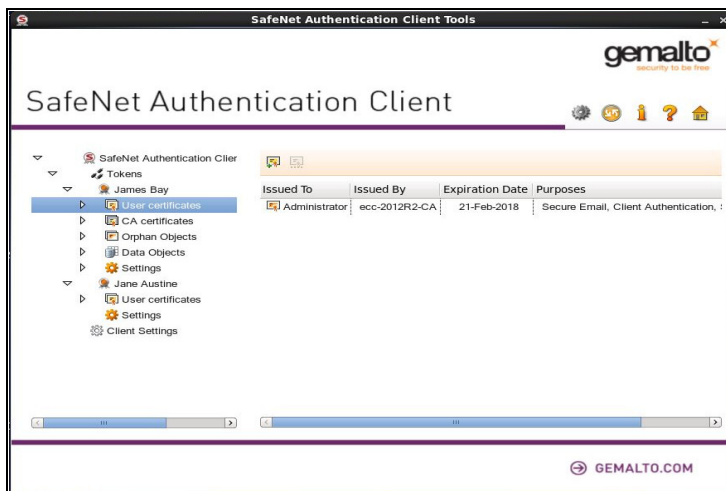 SafeNet Authentication Client Tools
gemalto
security to be free
SafeNet Authentication Client
SafeNet Authentication Clier
Tokens
James Bay
User certificates
CA certificates
Orphan Objects
Data Objects
Settings
Jane Austine
User certificates
Settings
Client Settings
Issued To Issued By Expiration Date Purposes
Administrator ecc-2012R2-CA 21-Feb-2018 Secure Email, Client Authentication,
GEMALTO.COM